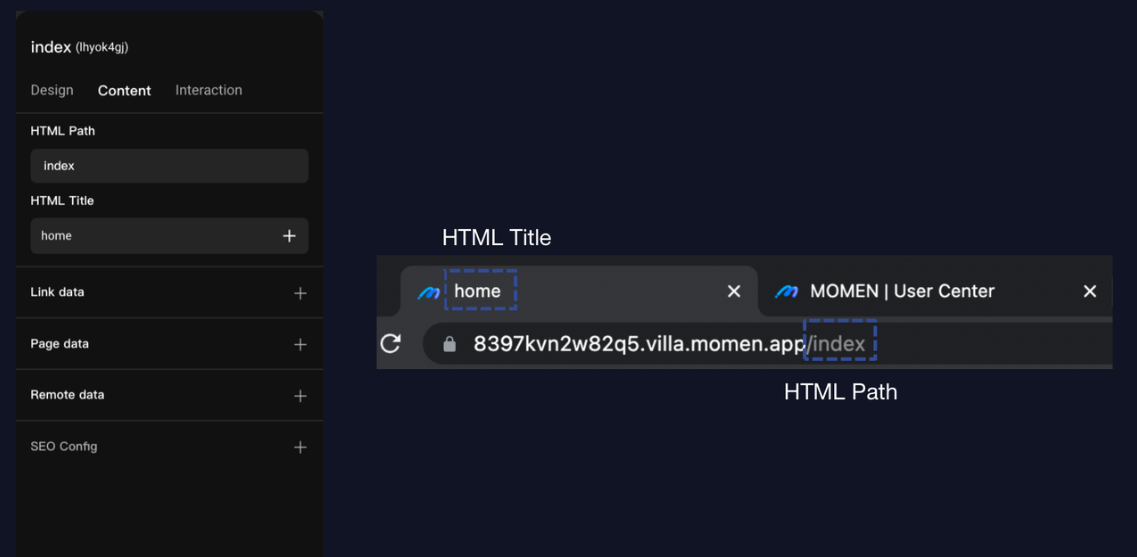 index (lhyok4gj)
Design Content Interaction
HTML Path
index
HTML Title
home
Link data
Page data
Remote data
SEO Config
HTML Title
home
MOMEN | User Center
8397kvn2w82q5.villa.momen.app/index
HTML Path